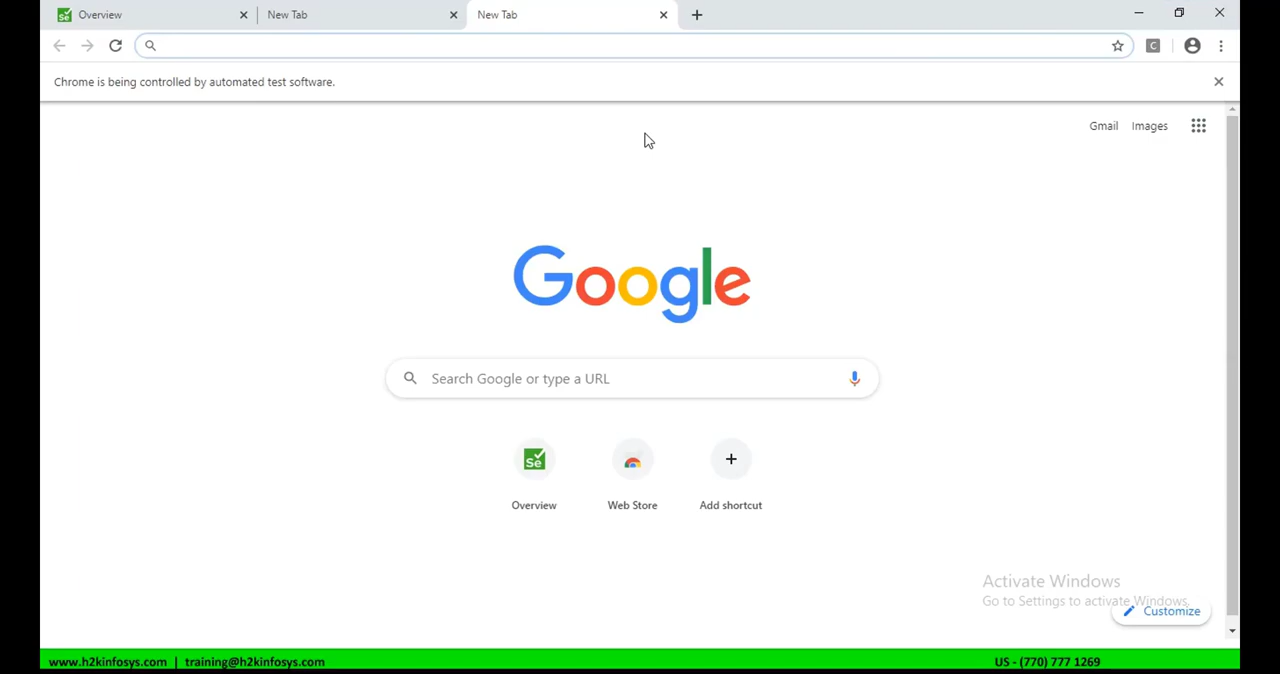 Overview
New Tab
New Tab
Chrome is being controlled by automated test software.
Gmail Images
Google
Search Google or type a URL
Se
Overview Web Store Add shortcut
Activate Windows
Go to Settings to activate Windows.
Customize
www.h2kinfosys.com | training@h2kinfosys.com US - (770) 777 1269